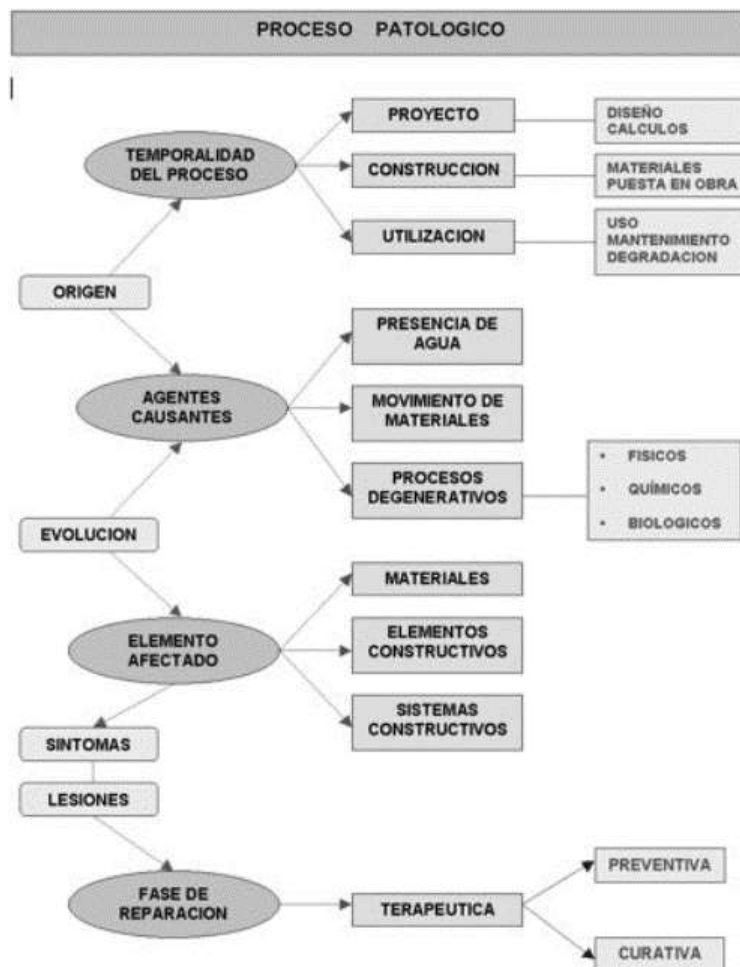 PROCESO PATOLOGICO
PROYECTO
DISEÑO
CALCULOS
TEMPORALIDAD
DEL PROCESO
CONSTRUCCION
MATERIALES
PUESTA EN OBRA
UTILIZACION
USO
MANTENIMIENTO
DEGRADACION
ORIGEN
PRESENCIA DE
AGUA
AGENTES
CAUSANTES
MOVIMIENTO DE
MATERIALES
PROCESOS
DEGENERATIVOS
• FISICOS
• QUÍMICOS
• BIOLOGICOS
EVOLUCION
MATERIALES
ELEMENTO
AFECTADO
ELEMENTOS
CONSTRUCTIVOS
SISTEMAS
CONSTRUCTIVOS
SINTOMAS
LESIONES
FASE DE
REPARACION
TERAPEUTICA
PREVENTIVA
CURATIVA